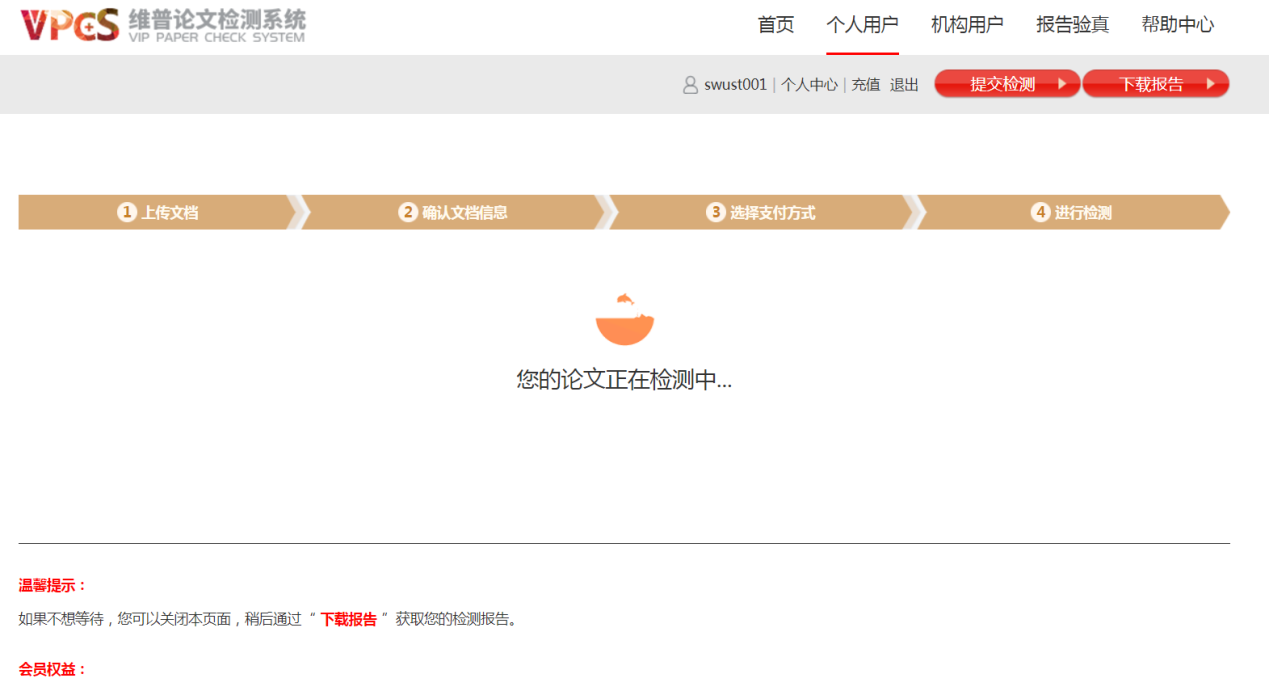 VPCS 维普论文检测系统
VIP PAPER CHECK SYSTEM
首页 个人用户 机构用户 报告验真 帮助中心
swust001 | 个人中心 | 充值 退出 提交检测 下载报告
1 上传文档 2 确认文档信息 3 选择支付方式 4 进行检测
您的论文正在检测中...
温馨提示：
如果不想等待，您可以关闭本页面，稍后通过“ 下载报告 ”获取您的检测报告。
会员权益：